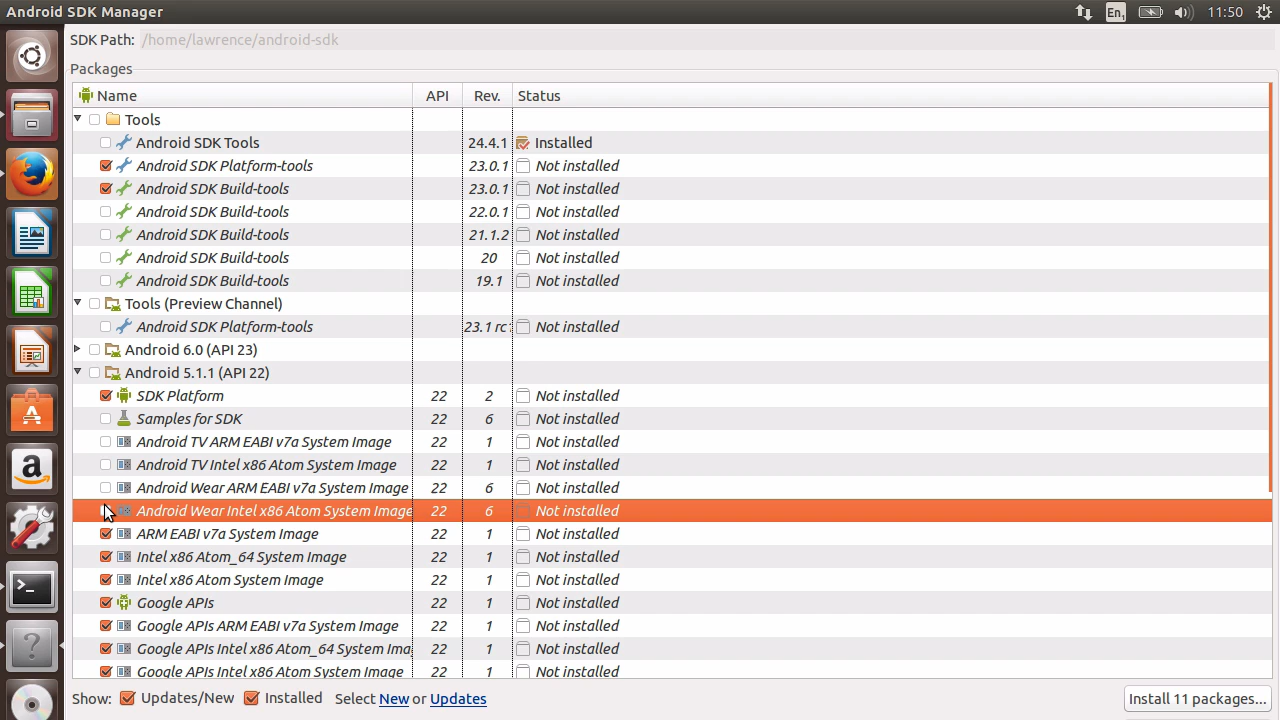 Android SDK Manager
En1
11:50
SDK Path: /home/lawrence/android-sdk
Packages
Name API Rev. Status
Tools
Android SDK Tools 24.4.1 Installed
Android SDK Platform-tools 23.0.1 Not installed
Android SDK Build-tools 23.0.1 Not installed
Android SDK Build-tools 22.0.1 Not installed
Android SDK Build-tools 21.1.2 Not installed
Android SDK Build-tools 20 Not installed
Android SDK Build-tools 19.1 Not installed
Tools (Preview Channel)
Android SDK Platform-tools 23.1 rc1 Not installed
Android 6.0 (API 23)
Android 5.1.1 (API 22)
SDK Platform 22 2 Not installed
Samples for SDK 22 6 Not installed
Android TV ARM EABI v7a System Image 22 1 Not installed
Android TV Intel x86 Atom System Image 22 1 Not installed
Android Wear ARM EABI v7a System Image 22 6 Not installed
Android Wear Intel x86 Atom System Image 22 6 Not installed
ARM EABI v7a System Image 22 1 Not installed
Intel x86 Atom_64 System Image 22 1 Not installed
Intel x86 Atom System Image 22 1 Not installed
Google APIs 22 1 Not installed
Google APIs ARM EABI v7a System Image 22 1 Not installed
Google APIs Intel x86 Atom_64 System Ima 22 1 Not installed
Google APIs Intel x86 Atom System Image 22 1 Not installed
Show: Updates/New Installed Select New or Updates Install 11 packages...